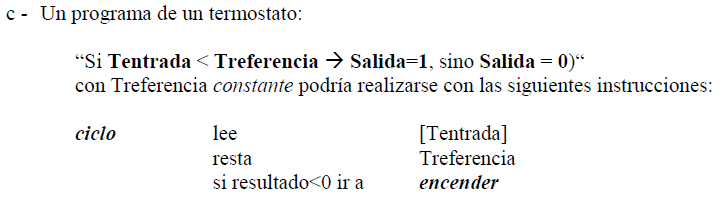 c - Un programa de un termostato:
“Si Tentrada < Treferencia → Salida=1, sino Salida = 0)“
con Treferencia constante podría realizarse con las siguientes instrucciones:
ciclo lee [Tentrada]
resta Treferencia
si resultado<0 ir a encender